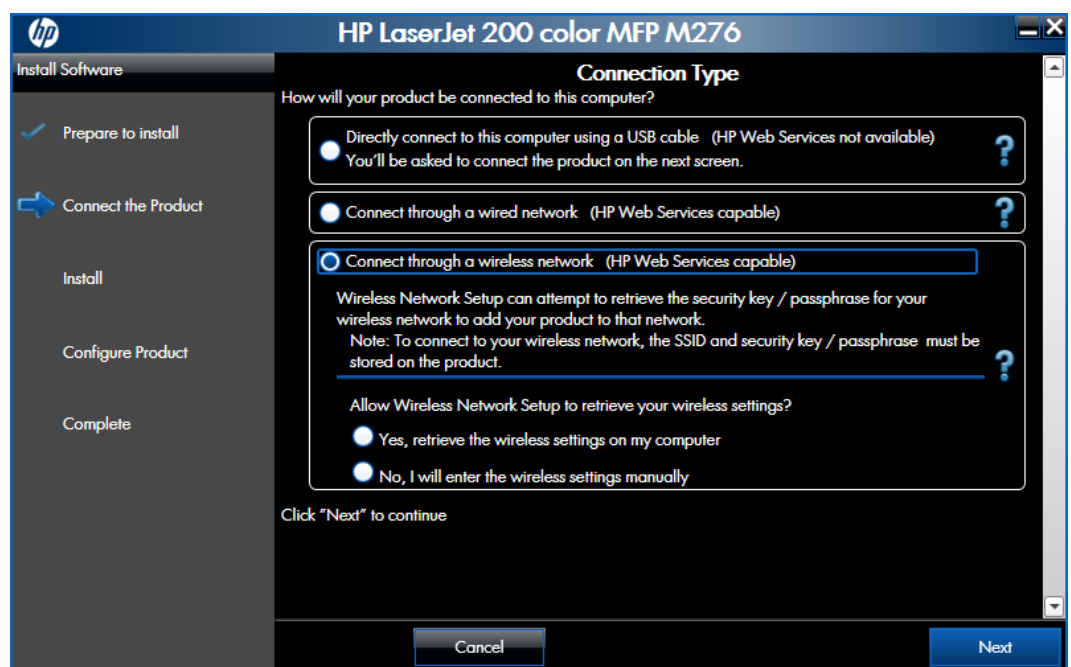 hp
HP LaserJet 200 color MFP M276
Install Software
Prepare to install
Connect the Product
Install
Configure Product
Complete
Connection Type
How will your product be connected to this computer?
Directly connect to this computer using a USB cable (HP Web Services not available)
You'll be asked to connect the product on the next screen.
?
Connect through a wired network (HP Web Services capable)
?
Connect through a wireless network (HP Web Services capable)
Wireless Network Setup can attempt to retrieve the security key / passphrase for your
wireless network to add your product to that network.
Note: To connect to your wireless network, the SSID and security key / passphrase must be
stored on the product.
?
Allow Wireless Network Setup to retrieve your wireless settings?
Yes, retrieve the wireless settings on my computer
No, I will enter the wireless settings manually
Click "Next" to continue
Cancel
Next